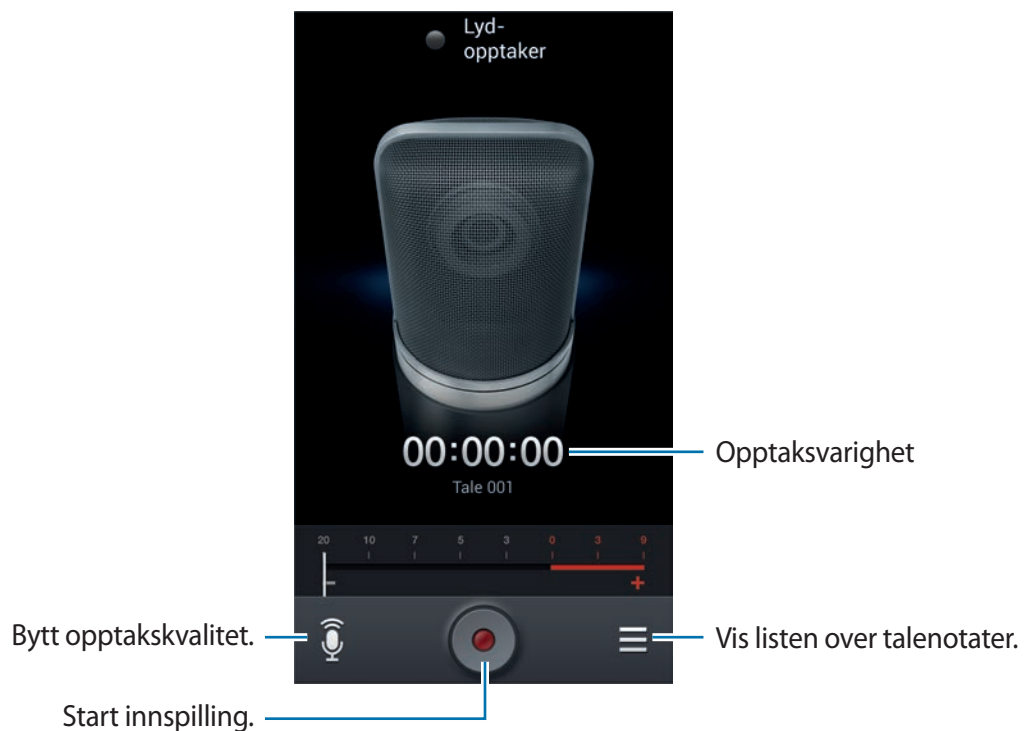 Lyd-
opptaker
00:00:00
Opptaksvarighet
Tale 001
20 10 7 5 3 0 3 9
- +
Bytt opptakskvalitet.
Vis listen over talenotater.
Start innspilling.